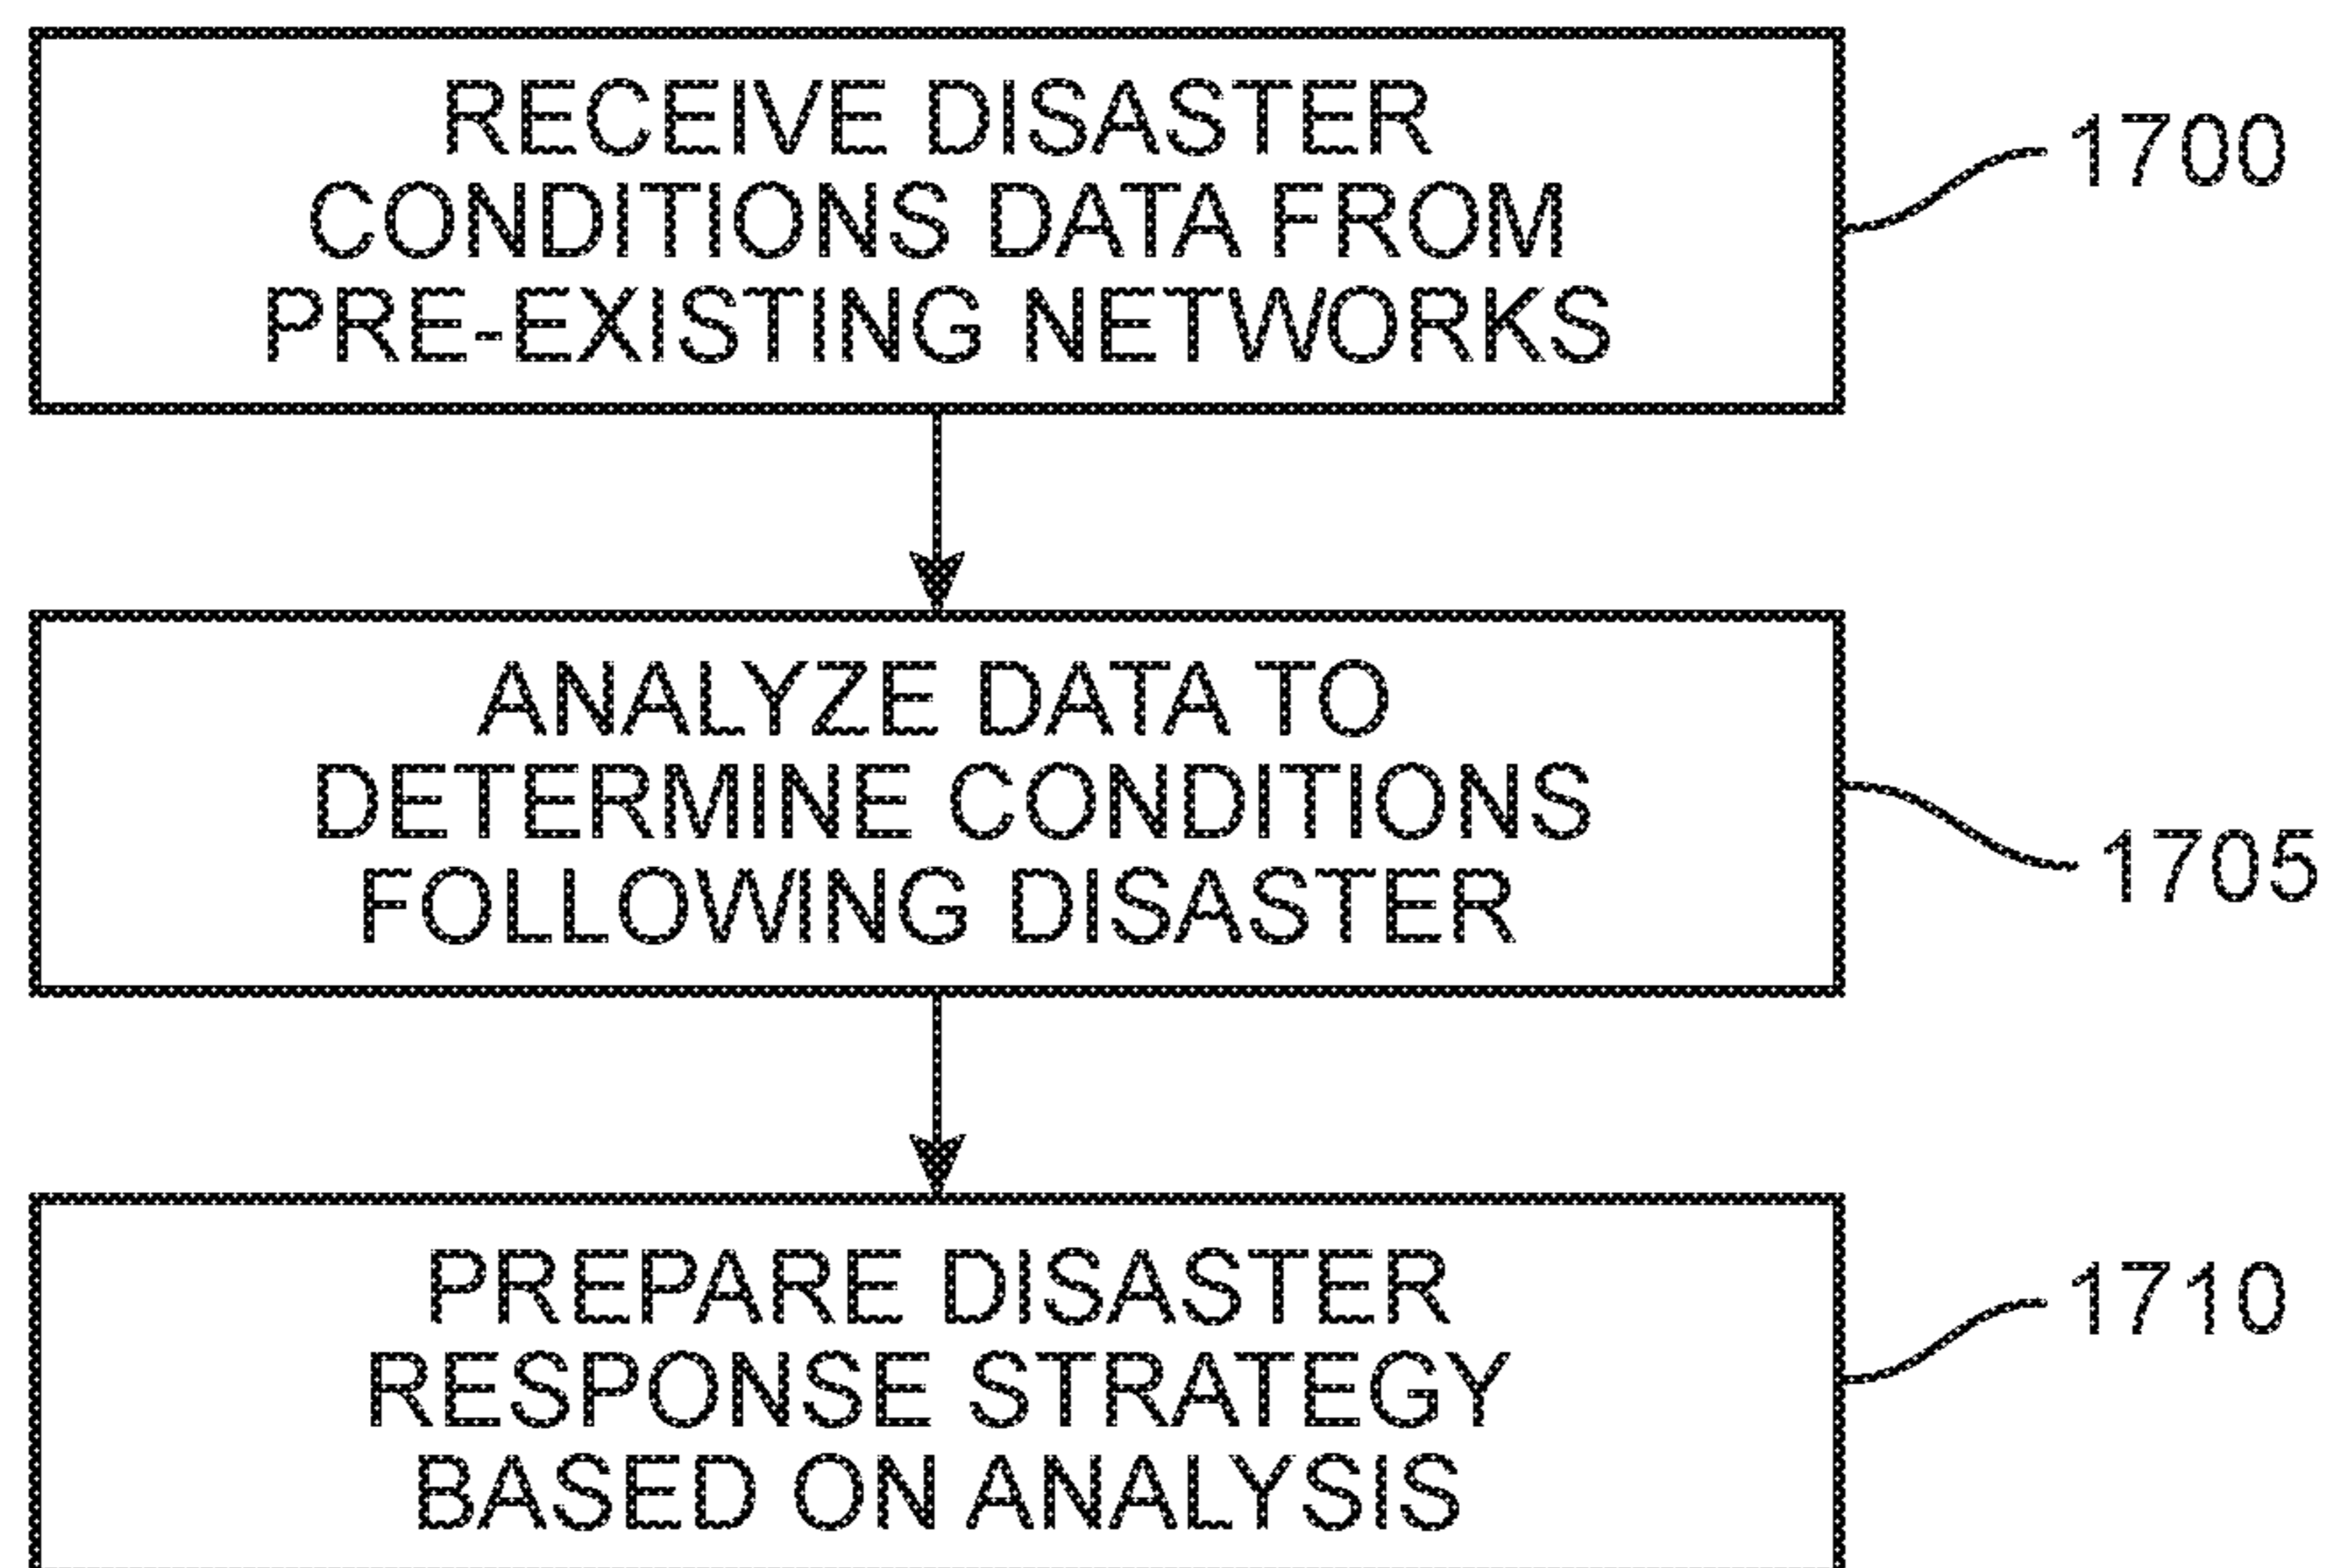 RECEIVE DISASTER
CONDITIONS DATA FROM
PRE-EXISTING NETWORKS
1700
ANALYZE DATA TO
DETERMINE CONDITIONS
FOLLOWING DISASTER
1705
PREPARE DISASTER
RESPONSE STRATEGY
BASED ON ANALYSIS
1710